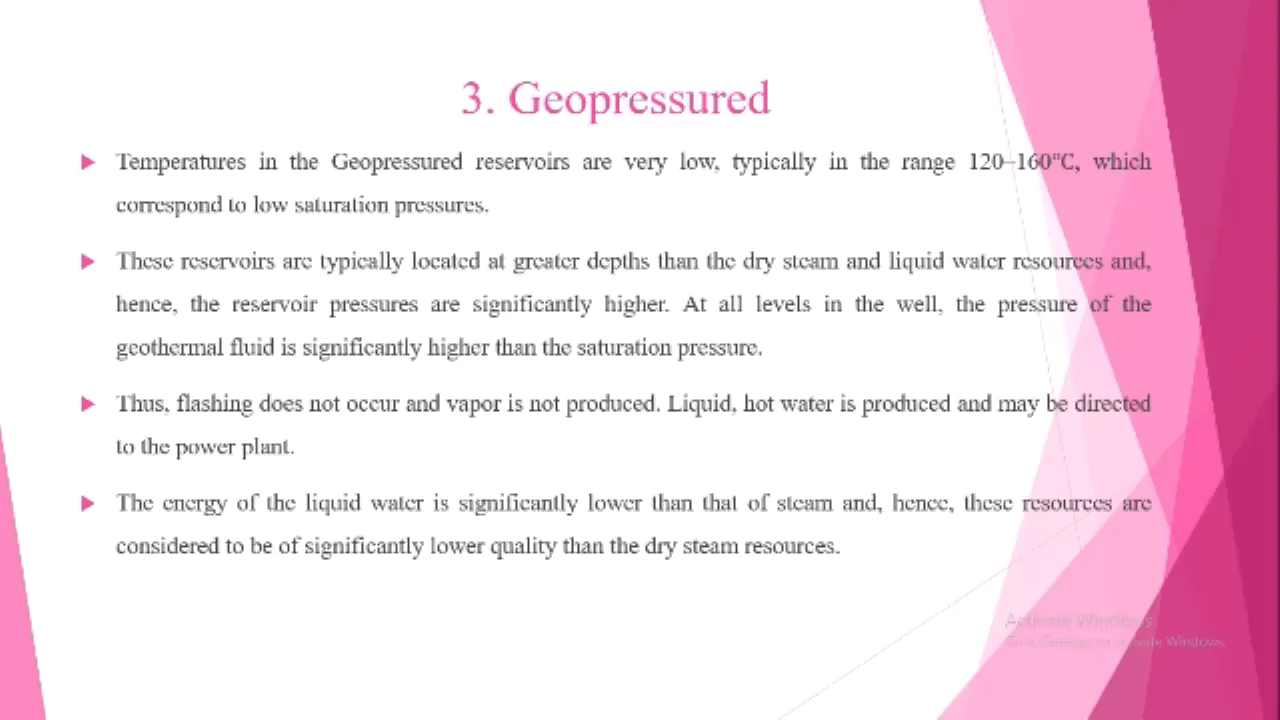 3. Geopressured
Temperatures in the Geopressured reservoirs are very low, typically in the range 120–160°C, which
correspond to low saturation pressures.
These reservoirs are typically located at greater depths than the dry steam and liquid water resources and,
hence, the reservoir pressures are significantly higher. At all levels in the well, the pressure of the
geothermal fluid is significantly higher than the saturation pressure.
Thus, flashing does not occur and vapor is not produced. Liquid, hot water is produced and may be directed
to the power plant.
The energy of the liquid water is significantly lower than that of steam and, hence, these resources are
considered to be of significantly lower quality than the dry steam resources.
Activate Windows
Go to Settings to activate Windows.